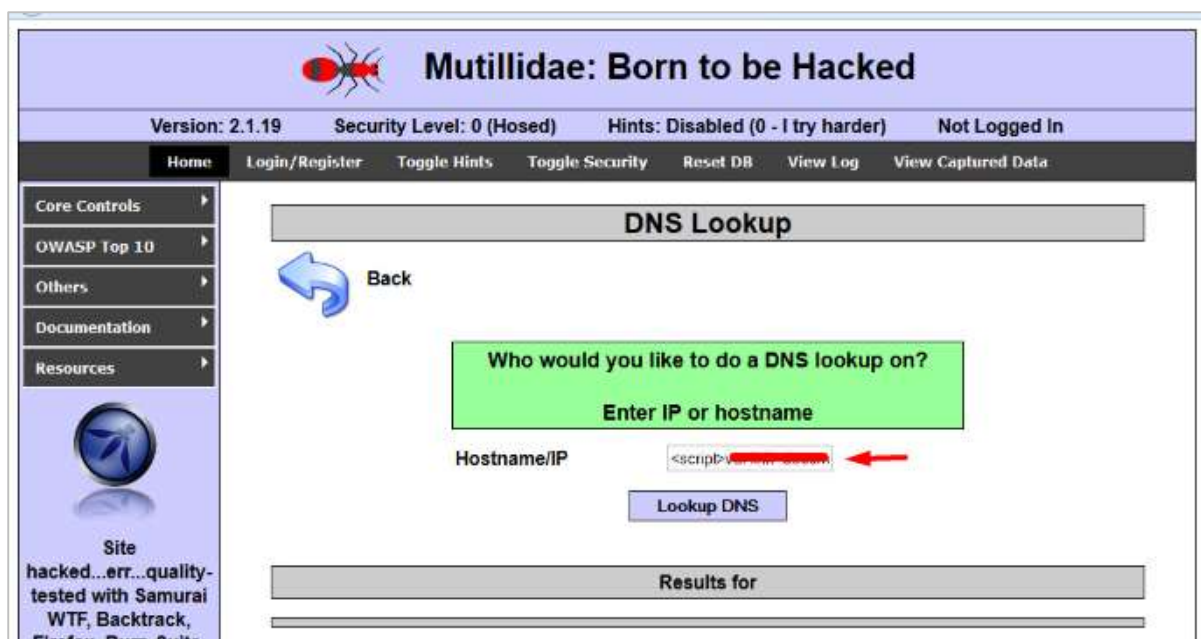 Mutillidae: Born to be Hacked
Version: 2.1.19 Security Level: 0 (Hosed) Hints: Disabled (0 - I try harder) Not Logged In
Home Login/Register Toggle Hints Toggle Security Reset DB View Log View Captured Data
Core Controls
OWASP Top 10
Others
Documentation
Resources
Site
hacked...err...quality-
tested with Samurai
WTF, Backtrack,
DNS Lookup
Back
Who would you like to do a DNS lookup on?
Enter IP or hostname
Hostname/IP <script>
Lookup DNS
Results for